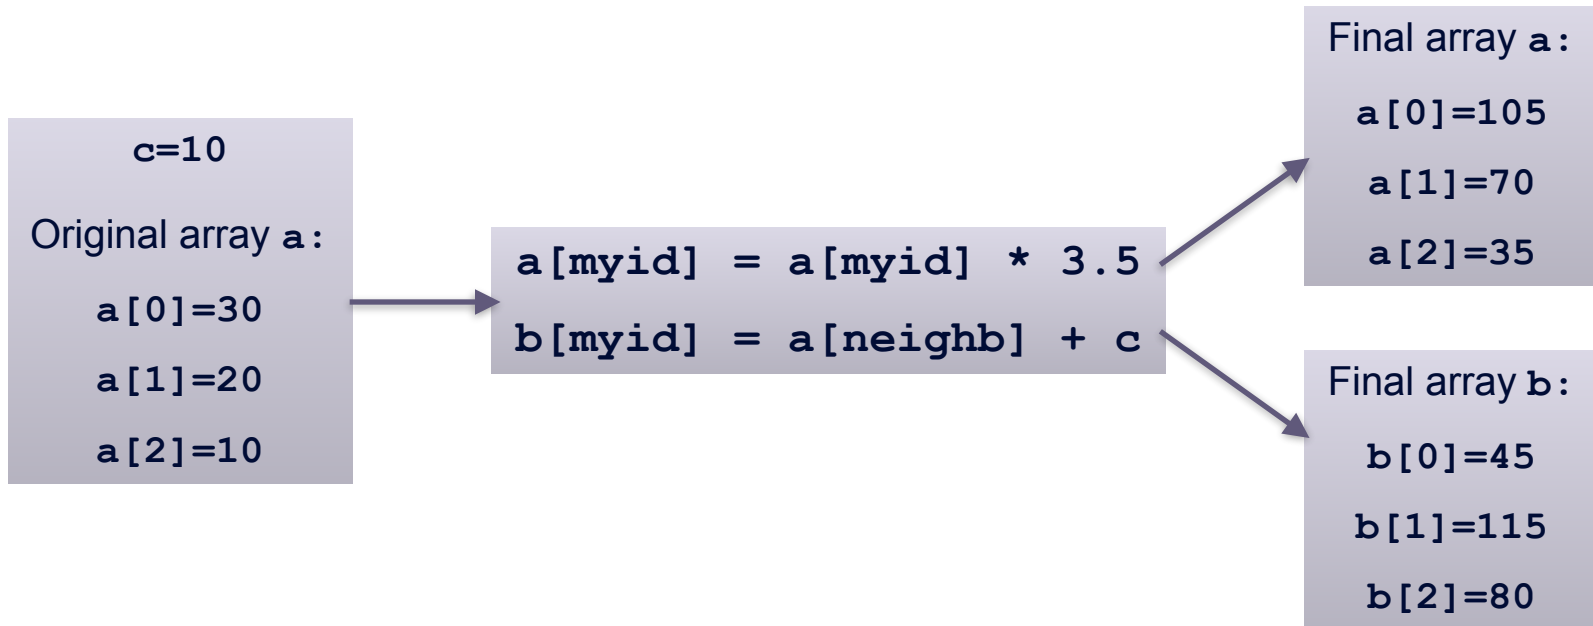 c=10
Original array a:
a[0]=30
a[1]=20
a[2]=10
a[myid] = a[myid] * 3.5
b[myid] = a[neighb] + c
Final array a:
a[0]=105
a[1]=70
a[2]=35
Final array b:
b[0]=45
b[1]=115
b[2]=80